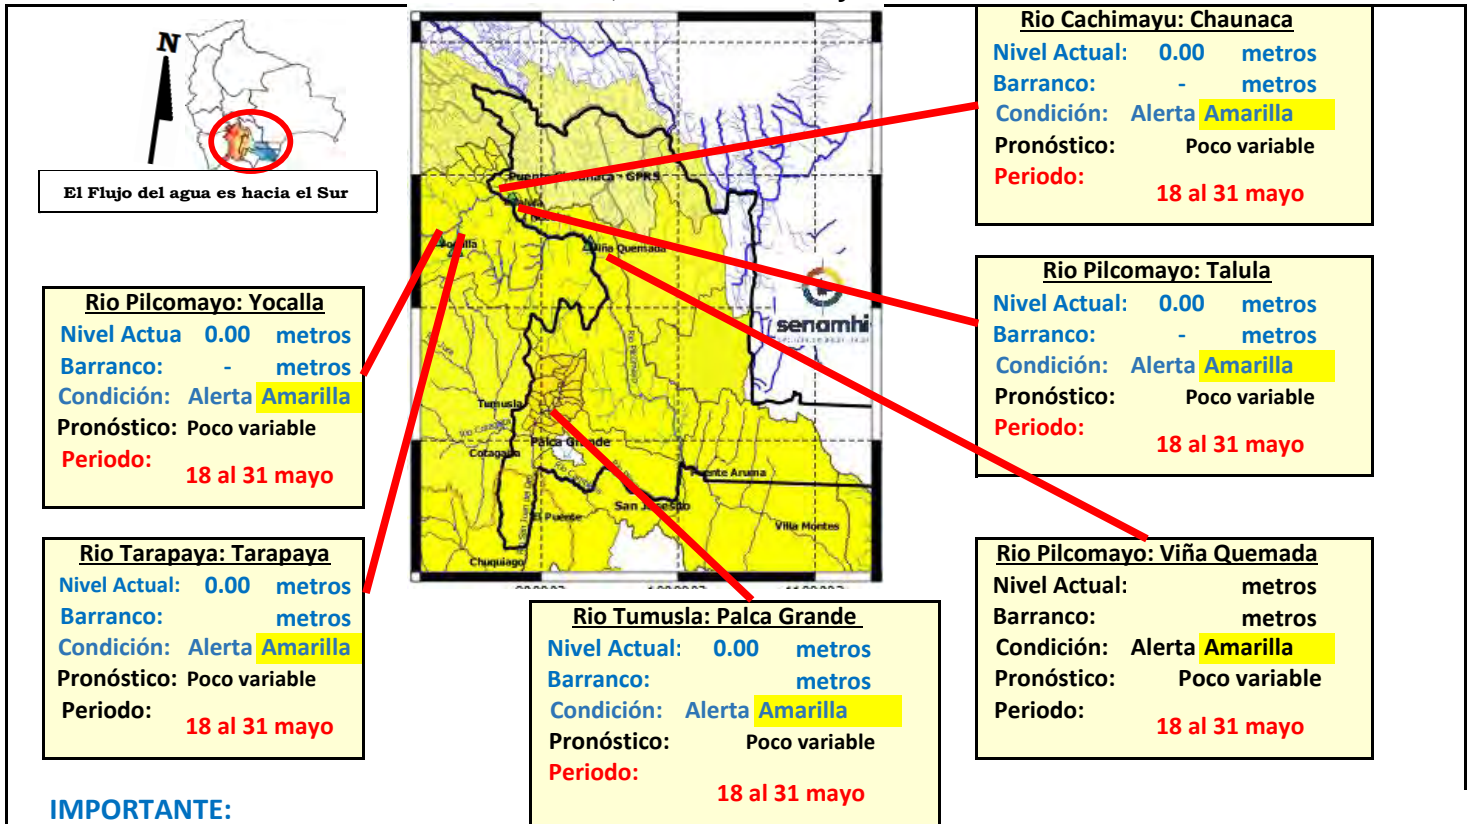 N
El Flujo del agua es hacia el Sur
Rio Pilcomayo: Yocalla
Nivel Actua 0.00 metros
Barranco: - metros
Condición: Alerta Amarilla
Pronóstico: Poco variable
Periodo:
18 al 31 mayo
Rio Tarapaya: Tarapaya
Nivel Actual: 0.00 metros
Barranco: metros
Condición: Alerta Amarilla
Pronóstico: Poco variable
Periodo:
18 al 31 mayo
IMPORTANTE:
Viña Quemada
senamhi
Tumusla
Palca Grande
Cotagaita
Puente Aruma
San Josesito
El Puente
Villa Montes
Chuquiago
Rio Tumusla: Palca Grande
Nivel Actual: 0.00 metros
Barranco: metros
Condición: Alerta Amarilla
Pronóstico: Poco variable
Periodo:
18 al 31 mayo
Rio Cachimayu: Chaunaca
Nivel Actual: 0.00 metros
Barranco: - metros
Condición: Alerta Amarilla
Pronóstico: Poco variable
Periodo:
18 al 31 mayo
Rio Pilcomayo: Talula
Nivel Actual: 0.00 metros
Barranco: - metros
Condición: Alerta Amarilla
Pronóstico: Poco variable
Periodo:
18 al 31 mayo
Rio Pilcomayo: Viña Quemada
Nivel Actual: metros
Barranco: metros
Condición: Alerta Amarilla
Pronóstico: Poco variable
Periodo:
18 al 31 mayo